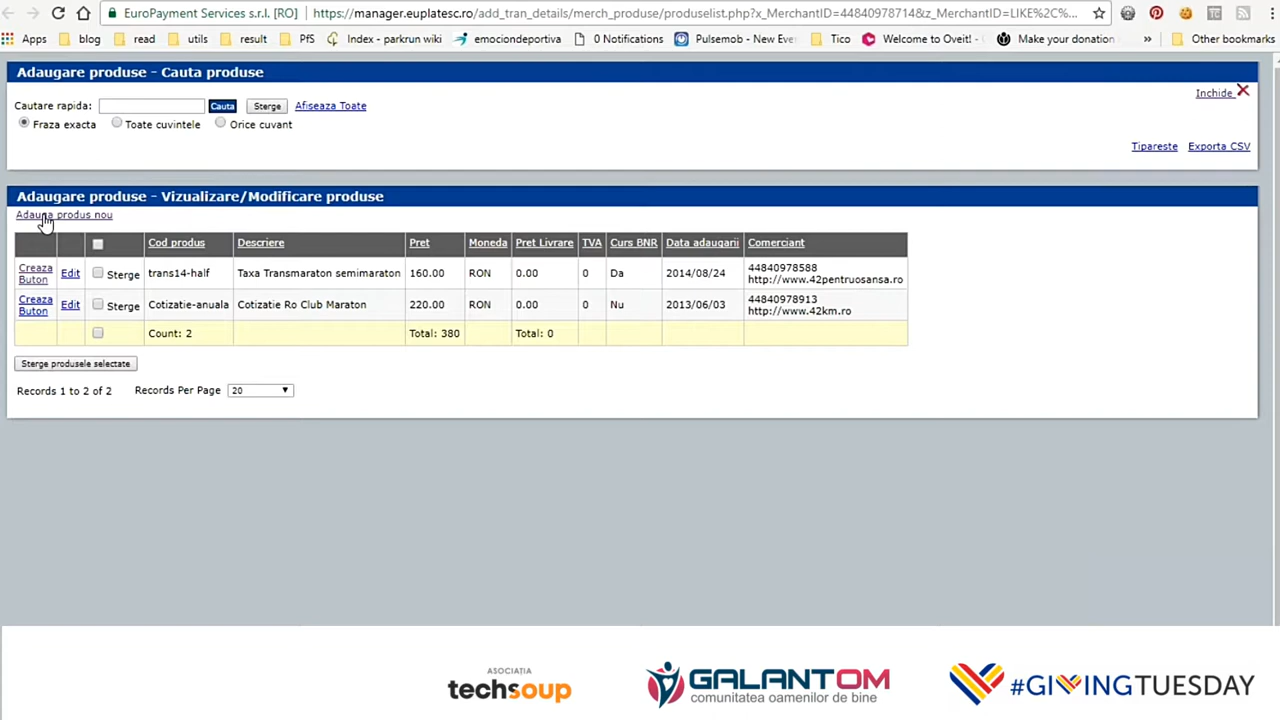 EuroPayment Services s.r.l. [RO] https://manager.euplatesc.ro/add_tran_details/merch_produse/produselist.php?x_MerchantID=44840978714&z_MerchantID=LIKE%2C%...
Apps blog read utils result PfS Index - parkrun wiki emociondeportiva 0 Notifications Pulsemob - New Eve Tico Welcome to Oveit! - Make your donation » Other bookmarks
Adaugare produse - Cauta produse
Inchide
Cautare rapida: Cauta Sterge Afiseaza Toate
Fraza exacta Toate cuvintele Orice cuvant
Tipareste Exporta CSV
Adaugare produse - Vizualizare/Modificare produse
produs nou
Cod produs Descriere Pret Moneda Pret Livrare TVA Curs BNR Data adaugarii Comerciant
Creaza Buton Edit Sterge trans14-half Taxa Transmaraton semimaraton 160.00 RON 0.00 0 Da 2014/08/24 44840978588
http://www.42pentruosansa.ro
Creaza Buton Edit Sterge Cotizatie-anuala Cotizatie Ro Club Maraton 220.00 RON 0.00 0 Nu 2013/06/03 44840978913
http://www.42km.ro
Count: 2 Total: 380 Total: 0
Sterge produsele selectate
Records 1 to 2 of 2 Records Per Page 20
ASOCIAȚIA
techsoup
GALANTOM
comunitatea oamenilor de bine
#GIVINGTUESDAY